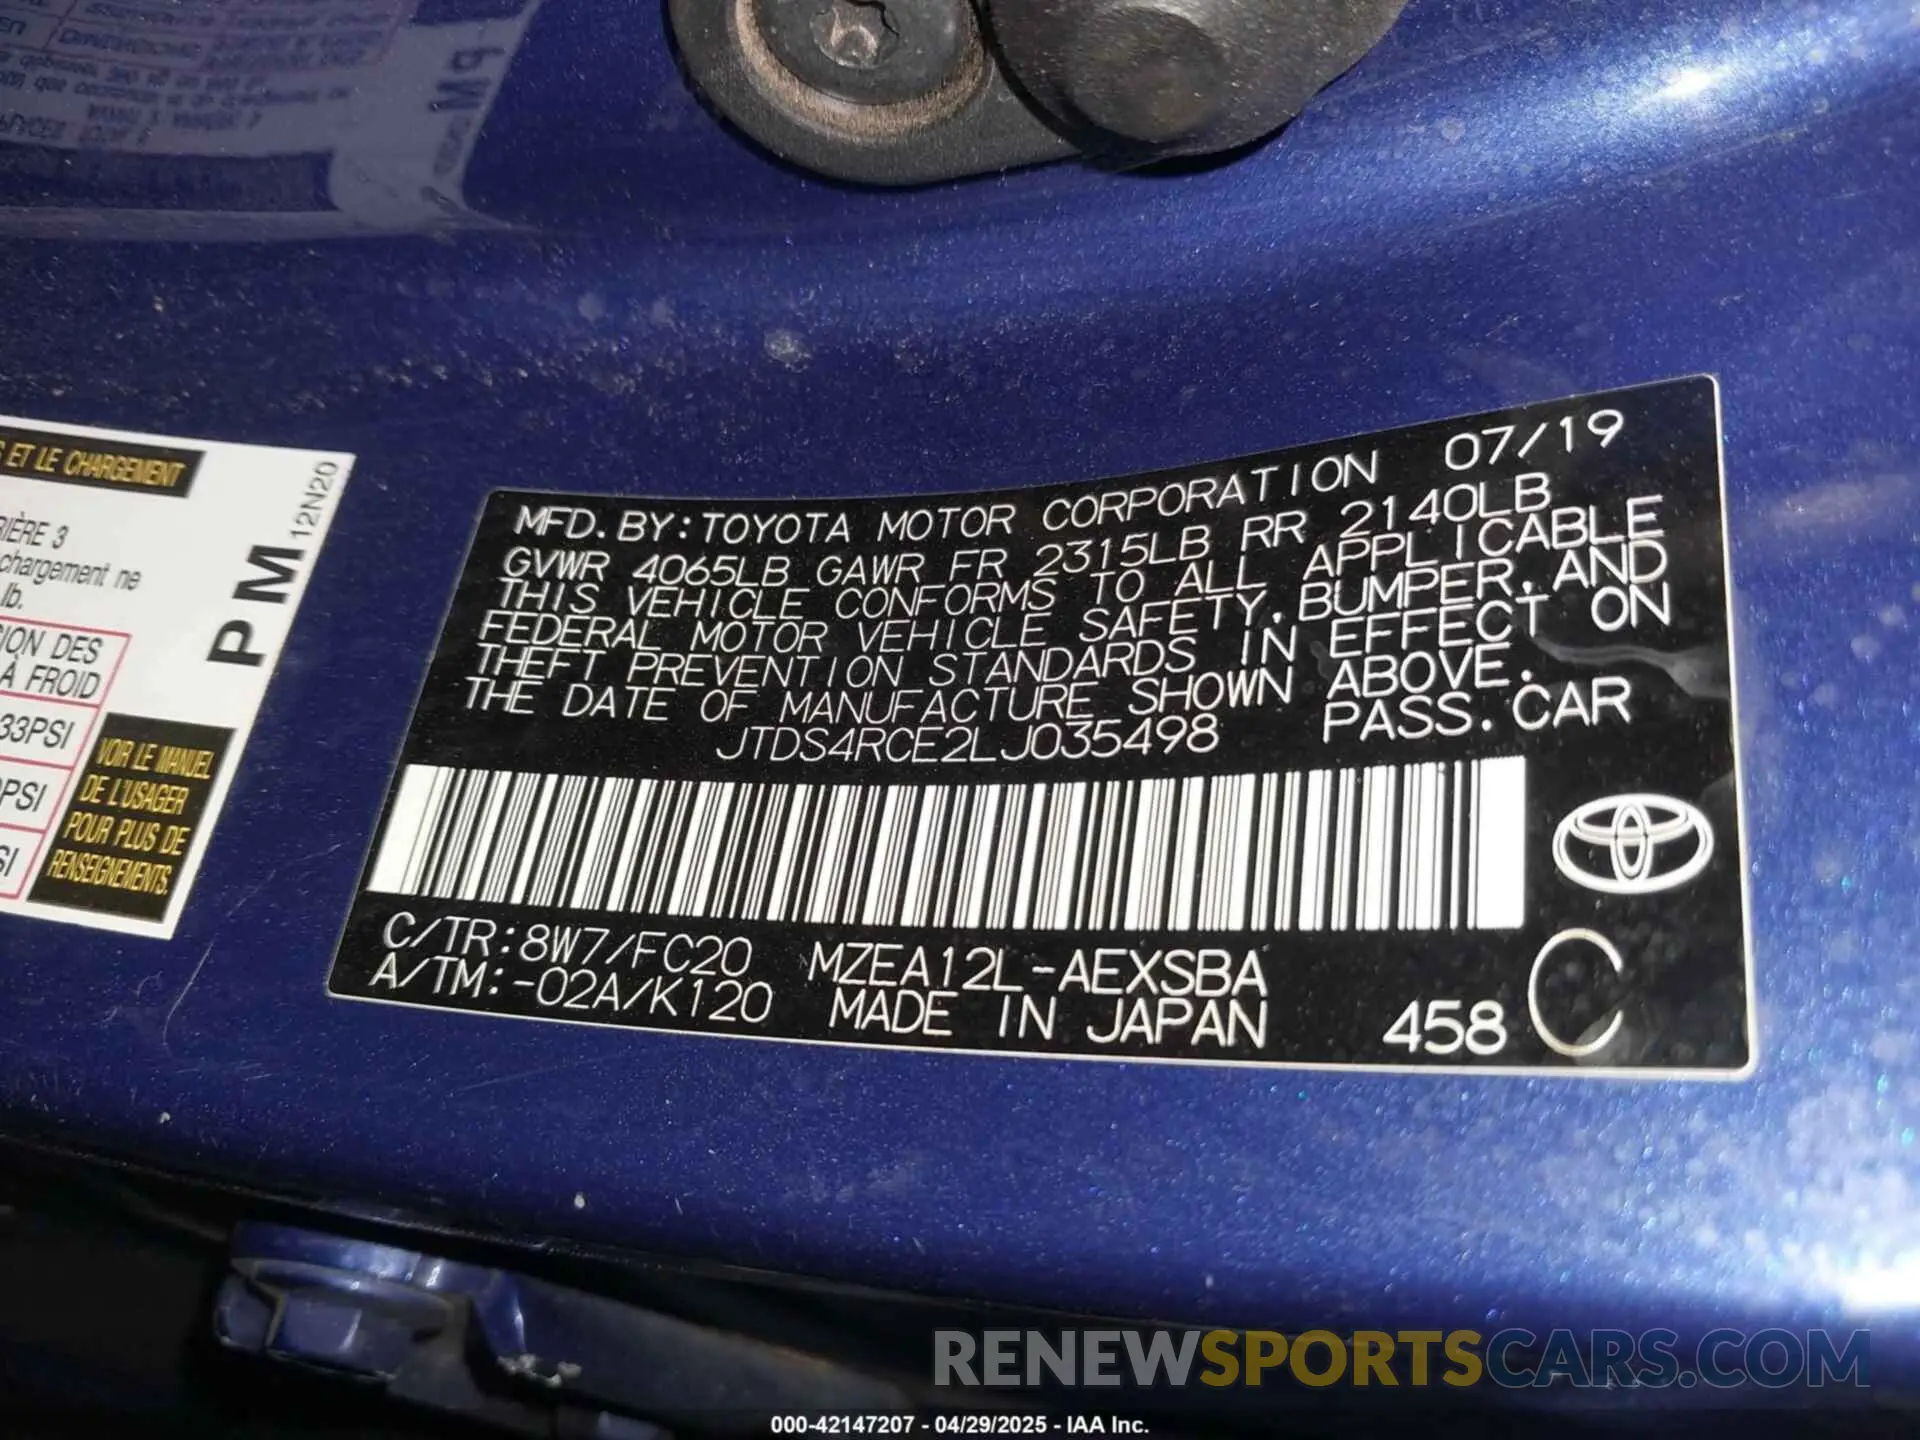 S ET LE CHARGEMENT
RIÈRE 3
chargement ne
lb.
ION DES
À FROID
33PSI
PSI
SI
VOIR LE MANUEL
DE L'USAGER
POUR PLUS DE
RENSEIGNEMENTS.
PM
12N20
MFD. BY: TOYOTA MOTOR CORPORATION 07/19
GVWR 4065LB GAWR FR 2315LB RR 2140LB
THIS VEHICLE CONFORMS TO ALL APPLICABLE
FEDERAL MOTOR VEHICLE SAFETY, BUMPER, AND
THEFT PREVENTION STANDARDS IN EFFECT ON
THE DATE OF MANUFACTURE SHOWN ABOVE.
JTDS4RCE2LJ035498 PASS. CAR
C/TR: 8W7/FC20 MZEA12L-AEXSBA
A/TM: -02A/K120 MADE IN JAPAN 458 C
RENEWSPORTSCARS.COM
000-42147207 - 04/29/2025 - IAA Inc.